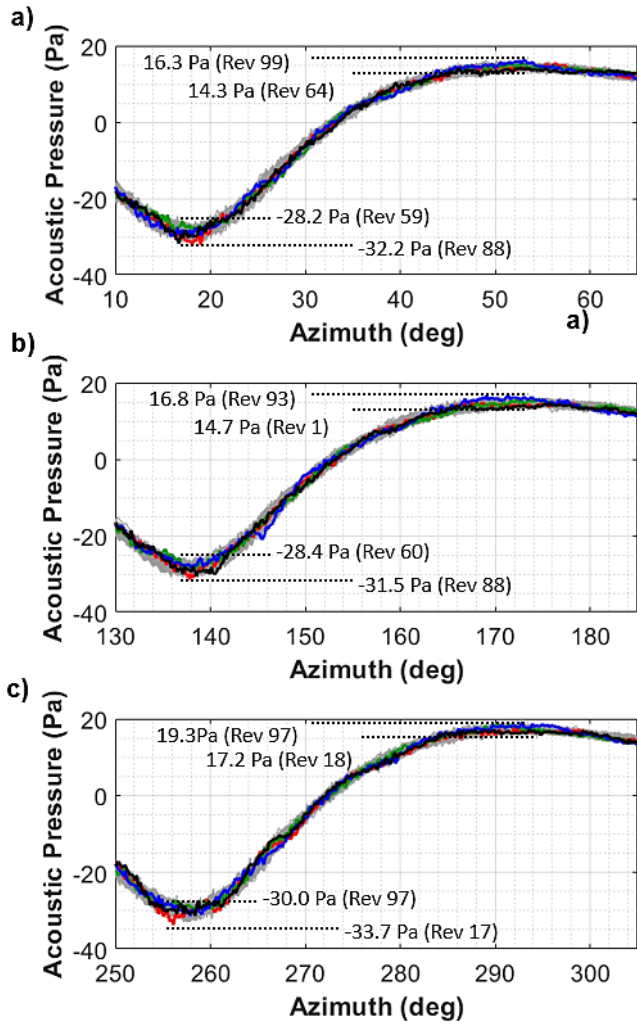 a)
20
16.3 Pa (Rev 99)
14.3 Pa (Rev 64)
0
-20
-28.2 Pa (Rev 59)
-32.2 Pa (Rev 88)
-40
Acoustic Pressure (Pa)
10 20 30 40 50 60
Azimuth (deg)
a)
b)
20
16.8 Pa (Rev 93)
14.7 Pa (Rev 1)
0
-20
-28.4 Pa (Rev 60)
-31.5 Pa (Rev 88)
-40
Acoustic Pressure (Pa)
130 140 150 160 170 180
Azimuth (deg)
c)
20
19.3Pa (Rev 97)
17.2 Pa (Rev 18)
0
-20
-30.0 Pa (Rev 97)
-33.7 Pa (Rev 17)
-40
Acoustic Pressure (Pa)
250 260 270 280 290 300
Azimuth (deg)